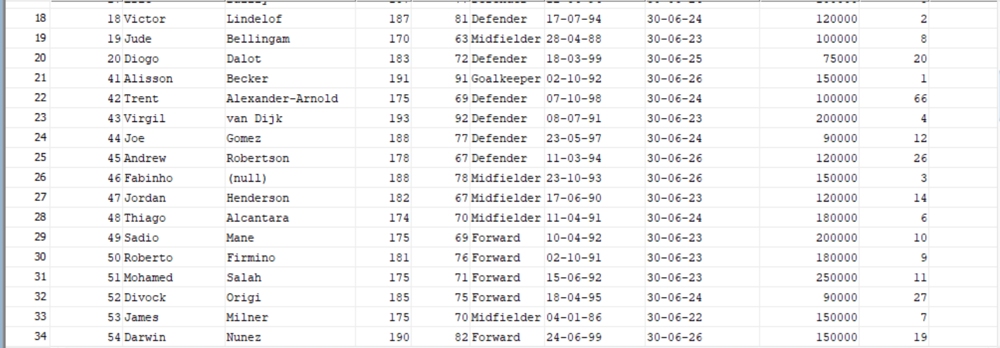 18 18 Victor Lindelof 187 81 Defender 17-07-94 30-06-24 120000 2
19 19 Jude Bellingam 170 63 Midfielder 28-04-88 30-06-23 100000 8
20 20 Diogo Dalot 183 72 Defender 18-03-99 30-06-25 75000 20
21 41 Alisson Becker 191 91 Goalkeeper 02-10-92 30-06-26 150000 1
22 42 Trent Alexander-Arnold 175 69 Defender 07-10-98 30-06-24 100000 66
23 43 Virgil van Dijk 193 92 Defender 08-07-91 30-06-23 200000 4
24 44 Joe Gomez 188 77 Defender 23-05-97 30-06-24 90000 12
25 45 Andrew Robertson 178 67 Defender 11-03-94 30-06-26 120000 26
26 46 Fabinho (null) 188 78 Midfielder 23-10-93 30-06-26 150000 3
27 47 Jordan Henderson 182 67 Midfielder 17-06-90 30-06-23 120000 14
28 48 Thiago Alcantara 174 70 Midfielder 11-04-91 30-06-24 180000 6
29 49 Sadio Mane 175 69 Forward 10-04-92 30-06-23 200000 10
30 50 Roberto Firmino 181 76 Forward 02-10-91 30-06-23 180000 9
31 51 Mohamed Salah 175 71 Forward 15-06-92 30-06-23 250000 11
32 52 Divock Origi 185 75 Forward 18-04-95 30-06-24 90000 27
33 53 James Milner 175 70 Midfielder 04-01-86 30-06-22 150000 7
34 54 Darwin Nunez 190 82 Forward 24-06-99 30-06-26 150000 19